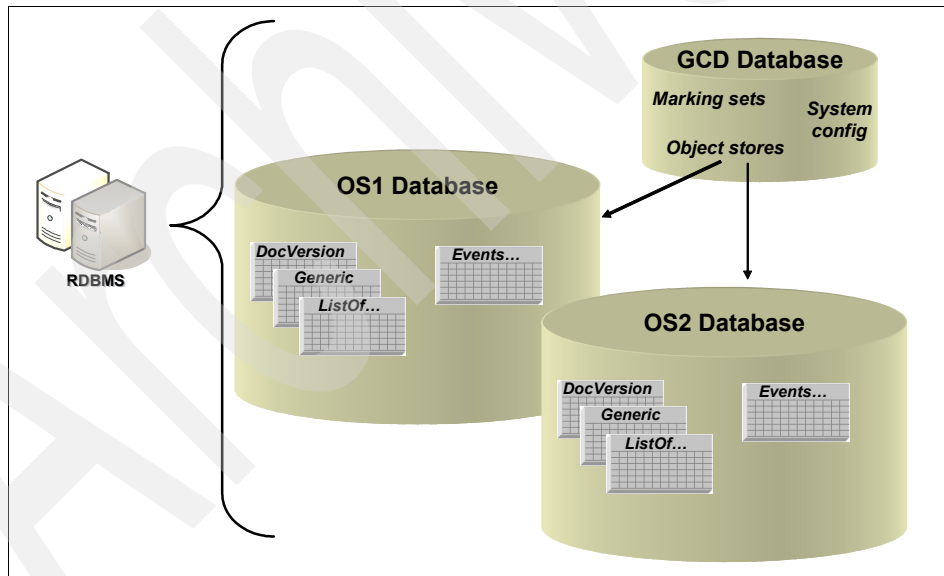 GCD Database
Marking sets
System
config
Object stores
OS1 Database
DocVersion
Generic
ListOf...
Events...
RDBMS
OS2 Database
DocVersion
Generic
ListOf...
Events...